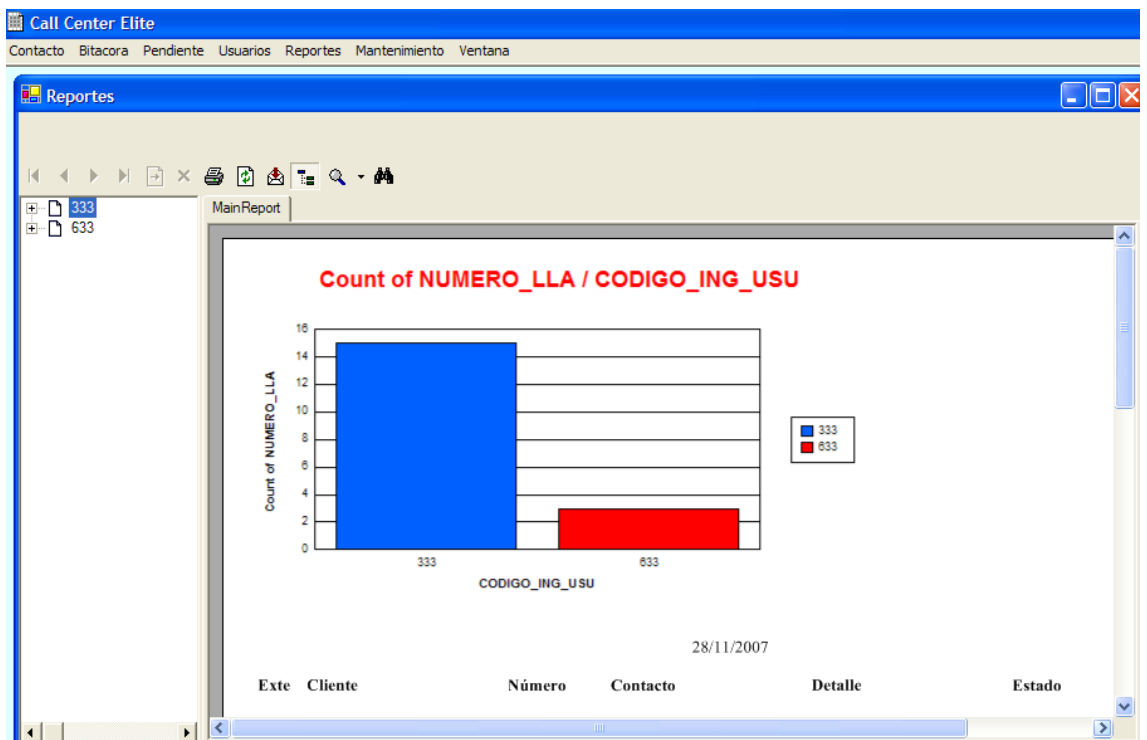 Call Center Elite
Contacto Bitacora Pendiente Usuarios Reportes Mantenimiento Ventana
Reportes
333
633
MainReport
Count of NUMERO_LLA / CODIGO_ING_USU
16
14
12
10
8
6
4
2
0
Count of NUMERO_LLA
333
633
333 633
CODIGO_ING_USU
28/11/2007
Exte Cliente Número Contacto Detalle Estado